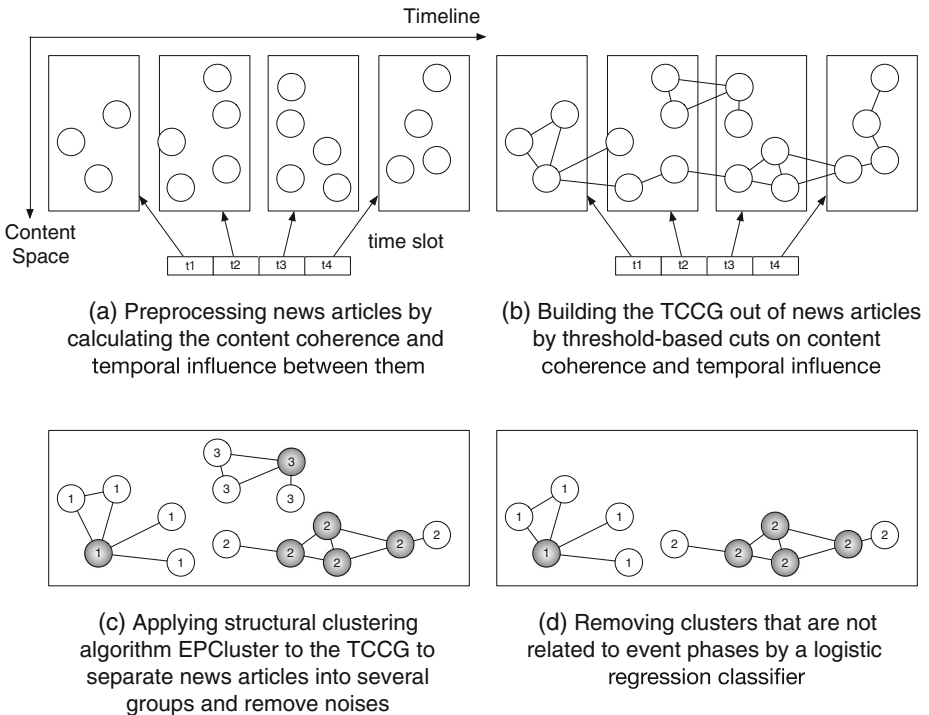 Timeline
Content
Space
time slot
t1 t2 t3 t4
t1 t2 t3 t4
(a) Preprocessing news articles by
calculating the content coherence and
temporal influence between them
(b) Building the TCCG out of news articles
by threshold-based cuts on content
coherence and temporal influence
3
3
3
3
1
1
1
1
1
2
2
2
2
2
2
1
1
1
1
1
2
2
2
2
2
2
(c) Applying structural clustering
algorithm EPCluster to the TCCG to
separate news articles into several
groups and remove noises
(d) Removing clusters that are not
related to event phases by a logistic
regression classifier